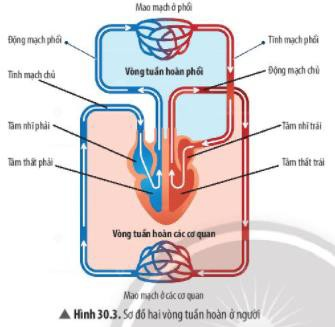 Mao mạch ở phổi
Động mạch phổi
Tĩnh mạch phổi
Vòng tuần hoàn phổi
Động mạch chủ
Tĩnh mạch chủ
Tâm nhĩ phải
Tâm nhĩ trái
Tâm thất phải
Tâm thất trái
Vòng tuần hoàn các cơ quan
Mao mạch ở các cơ quan
▲ Hình 30.3. Sơ đồ hai vòng tuần hoàn ở người